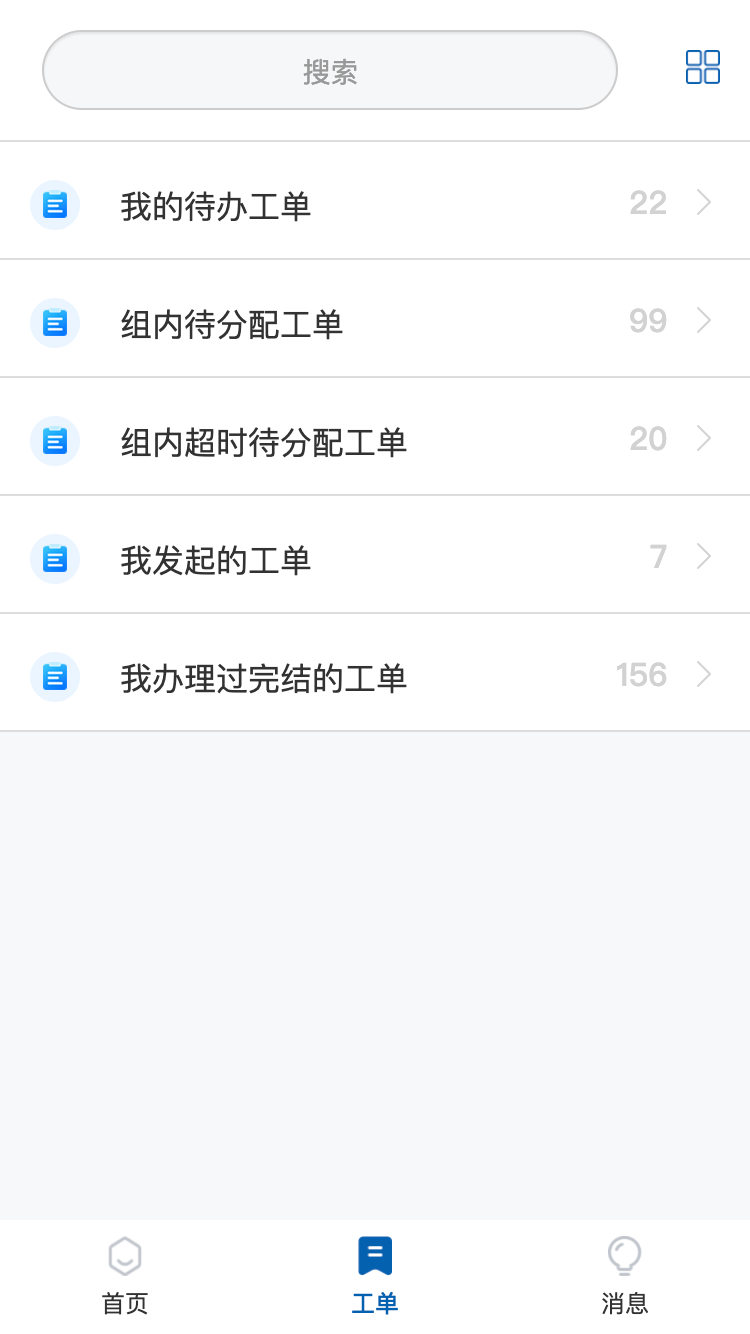 搜索
我的待办工单 22
组内待分配工单 99
组内超时待分配工单 20
我发起的工单 7
我办理过完结的工单 156
首页 工单 消息